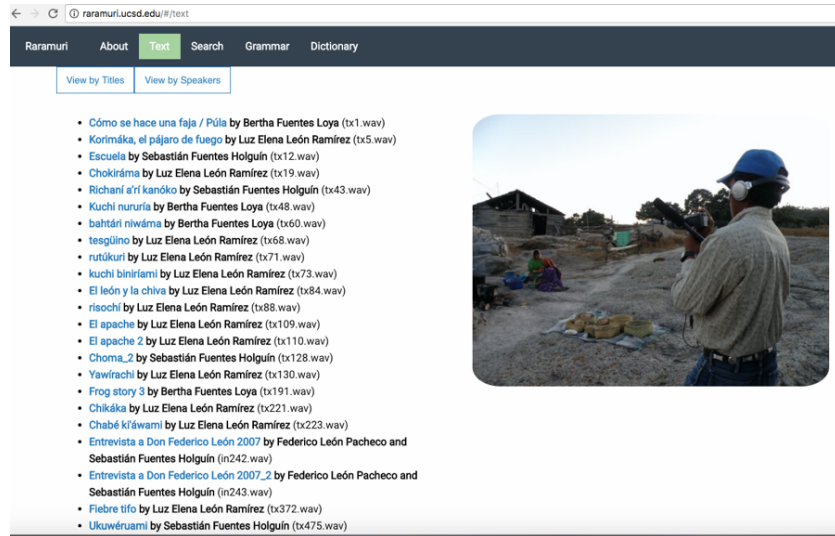 raramuri.ucsd.edu/#/text
Raramuri About Text Search Grammar Dictionary
View by Titles View by Speakers
• Cómo se hace una faja / Púla by Bertha Fuentes Loya (tx1.wav)
• Korimáka, el pájaro de fuego by Luz Elena León Ramírez (tx5.wav)
• Escuela by Sebastián Fuentes Holguín (tx12.wav)
• Chokiráma by Luz Elena León Ramírez (tx19.wav)
• Richaní a'rí kanóko by Sebastián Fuentes Holguín (tx43.wav)
• Kuchi nururía by Bertha Fuentes Loya (tx48.wav)
• bahtári niwáma by Bertha Fuentes Loya (tx60.wav)
• tesgüino by Luz Elena León Ramírez (tx68.wav)
• rutúkuri by Luz Elena León Ramírez (tx71.wav)
• kuchi biniríami by Luz Elena León Ramírez (tx73.wav)
• El león y la chiva by Luz Elena León Ramírez (tx84.wav)
• risochí by Luz Elena León Ramírez (tx88.wav)
• El apache by Luz Elena León Ramírez (tx109.wav)
• El apache 2 by Luz Elena León Ramírez (tx110.wav)
• Choma_2 by Sebastián Fuentes Holguín (tx128.wav)
• Yawírachi by Luz Elena León Ramírez (tx130.wav)
• Frog story 3 by Bertha Fuentes Loya (tx191.wav)
• Chikáka by Luz Elena León Ramírez (tx221.wav)
• Chabé ki'áwami by Luz Elena León Ramírez (tx223.wav)
• Entrevista a Don Federico León 2007 by Federico León Pacheco and
Sebastián Fuentes Holguín (in242.wav)
• Entrevista a Don Federico León 2007_2 by Federico León Pacheco and
Sebastián Fuentes Holguín (in243.wav)
• Fiebre tifo by Luz Elena León Ramírez (tx372.wav)
• Ukuwéruami by Sebastián Fuentes Holguín (tx475.wav)